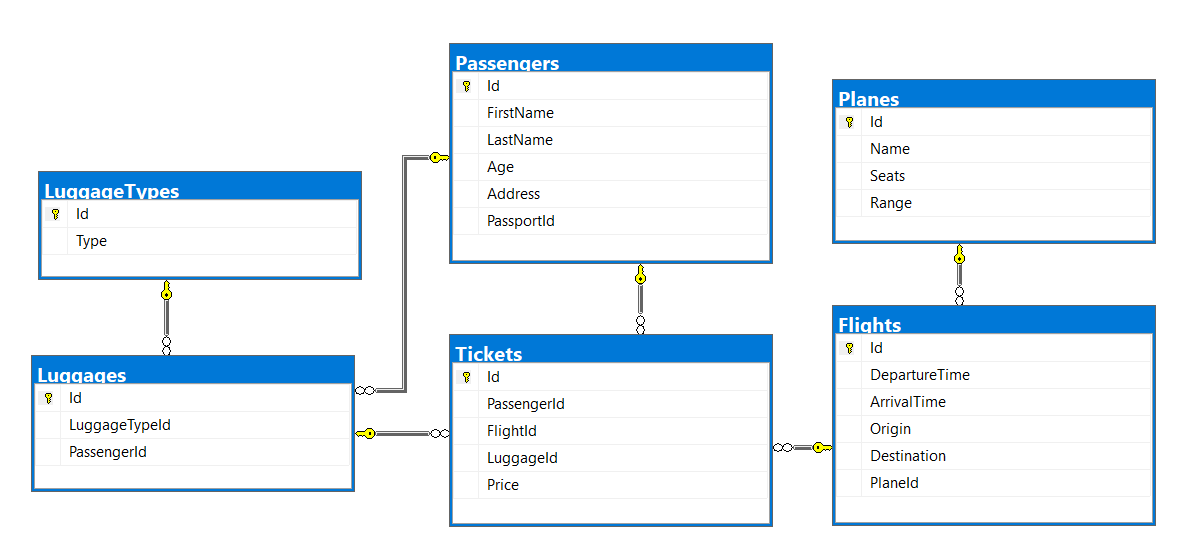 Passengers
Id
FirstName
LastName
Age
Address
PassportId
Planes
Id
Name
Seats
Range
LuggageTypes
Id
Type
Luggages
Id
LuggageTypeId
PassengerId
Tickets
Id
PassengerId
FlightId
LuggageId
Price
Flights
Id
DepartureTime
ArrivalTime
Origin
Destination
PlaneId